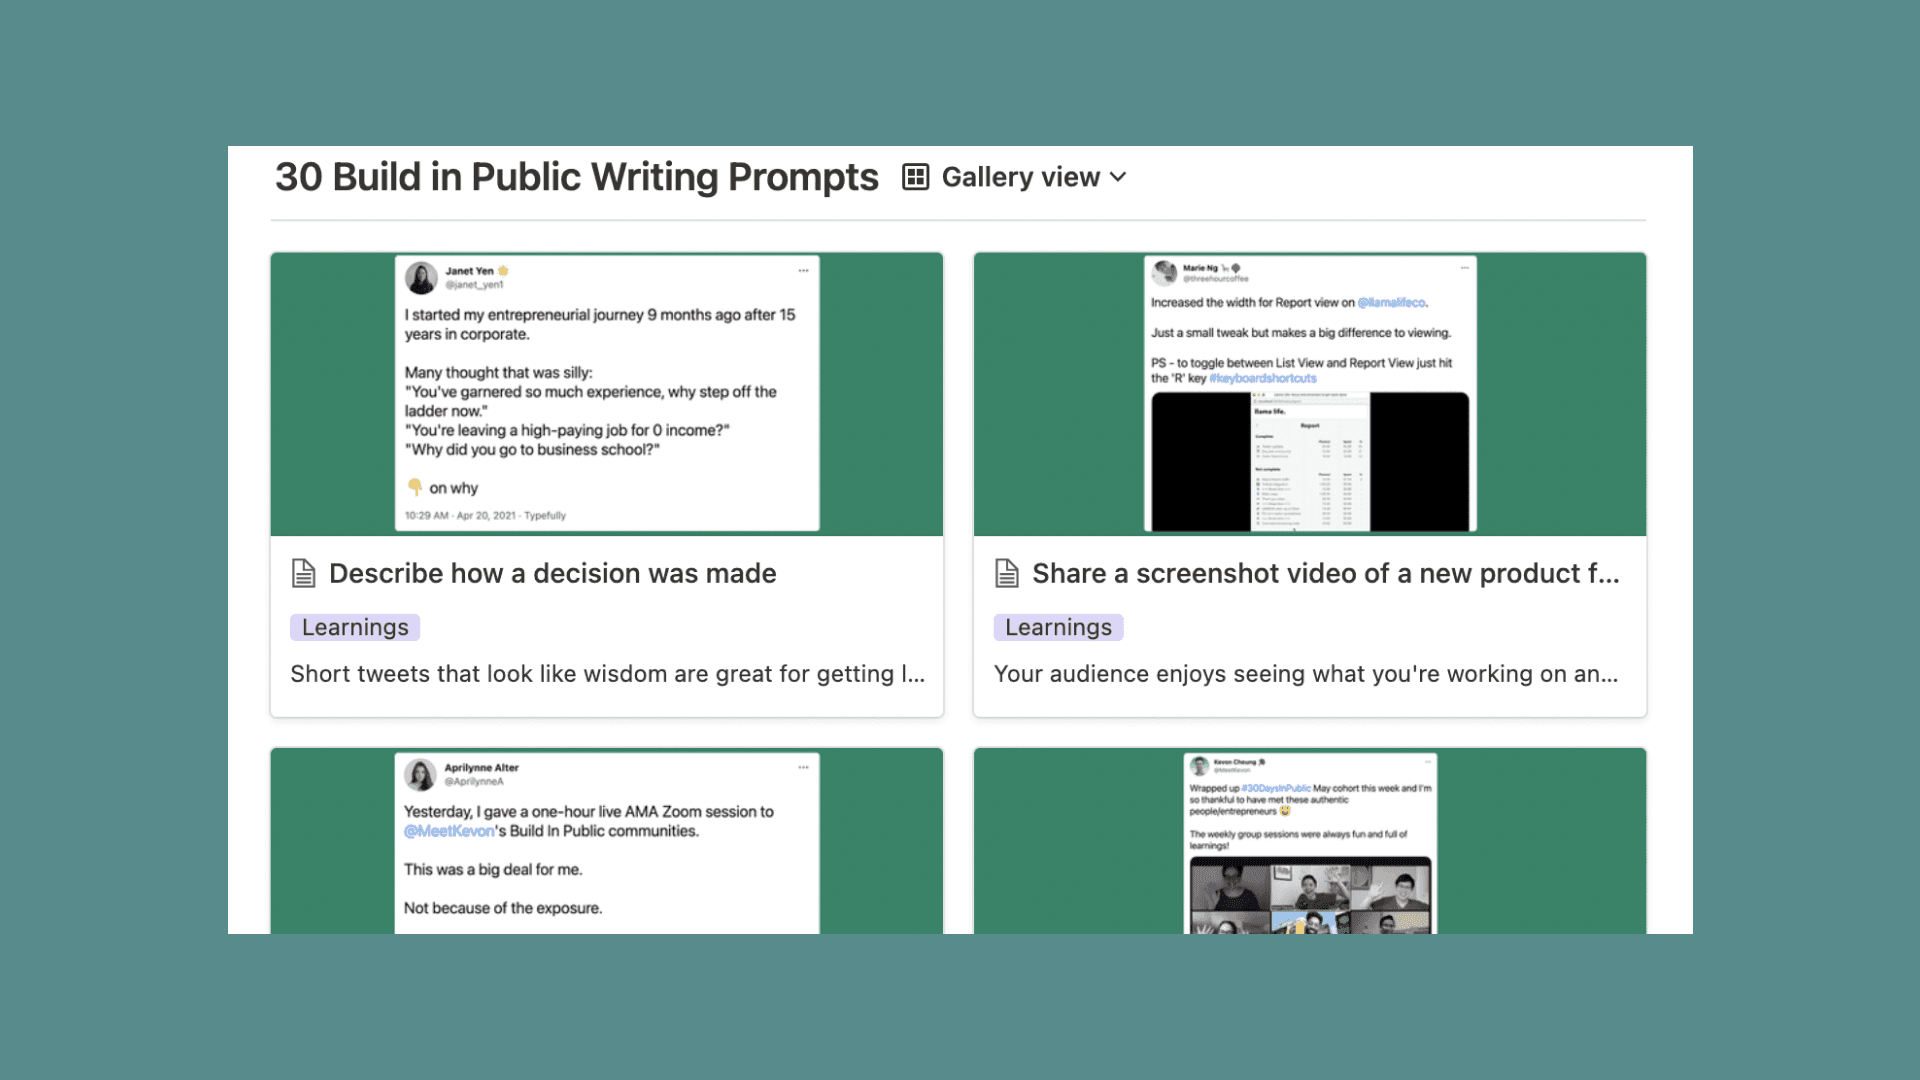 30 Build in Public Writing Prompts
Gallery view
Janet Yen
@janet_yen1
I started my entrepreneurial journey 9 months ago after 15
years in corporate.
Many thought that was silly:
"You've garnered so much experience, why step off the
ladder now."
"You're leaving a high-paying job for 0 income?"
"Why did you go to business school?"
👇 on why
10:29 AM · Apr 20, 2021 · Typefully
Describe how a decision was made
Learnings
Short tweets that look like wisdom are great for getting l...
Marie Ng
@threehourcoffee
Increased the width for Report view on @llamalifeco.
Just a small tweak but makes a big difference to viewing.
PS - to toggle between List View and Report View just hit
the 'R' key #keyboardshortcuts
llama life.
Report
Share a screenshot video of a new product f...
Learnings
Your audience enjoys seeing what you're working on an...
Aprilynne Alter
@AprilynneA
Yesterday, I gave a one-hour live AMA Zoom session to
@MeetKevon's Build In Public communities.
This was a big deal for me.
Not because of the exposure.
Kevon Cheung
@MeetKevon
Wrapped up #30DaysInPublic May cohort this week and I'm
so thankful to have met these authentic
people/entrepreneurs
The weekly group sessions were always fun and full of
learnings!